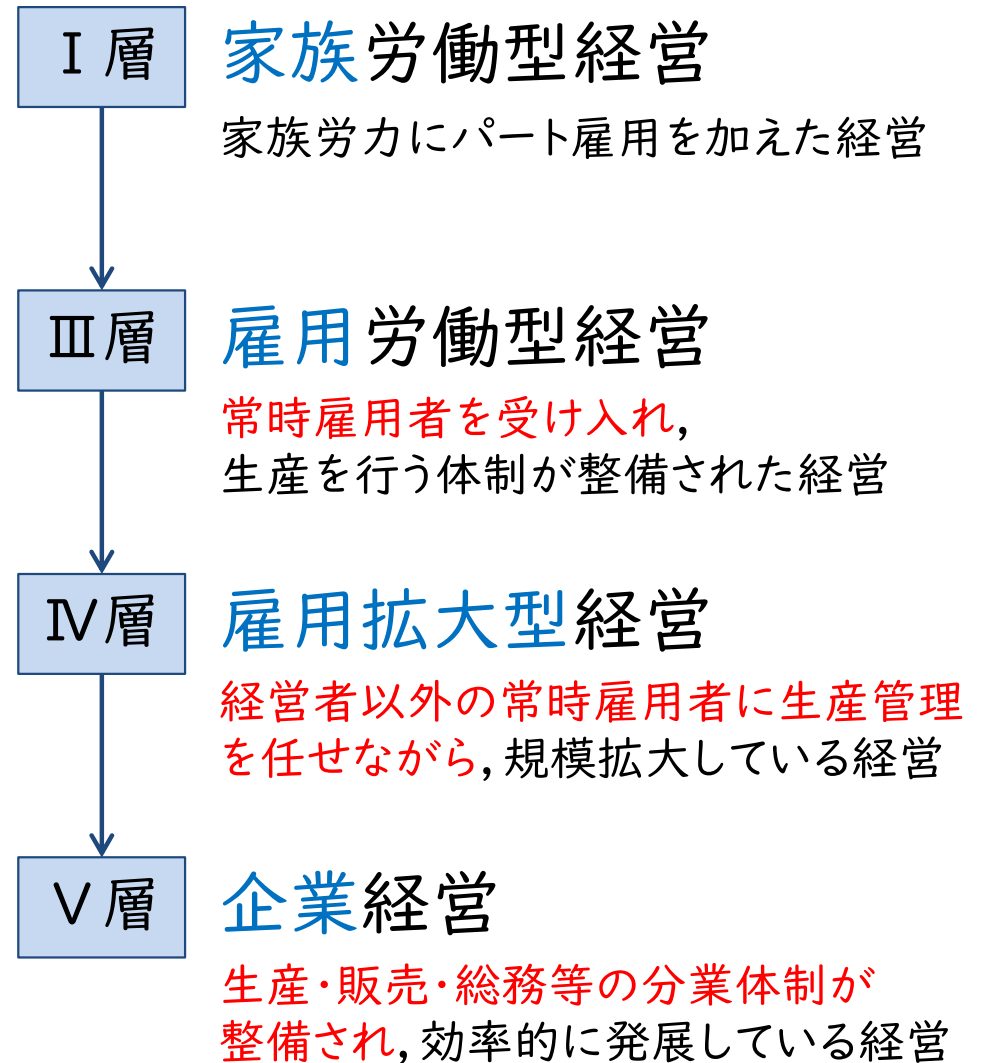 Ⅰ層
家族労働型経営
家族労力にパート雇用を加えた経営
Ⅲ層
雇用労働型経営
常時雇用者を受け入れ,
生産を行う体制が整備された経営
Ⅳ層
雇用拡大型経営
経営者以外の常時雇用者に生産管理
を任せながら,規模拡大している経営
Ⅴ層
企業経営
生産・販売・総務等の分業体制が
整備され,効率的に発展している経営